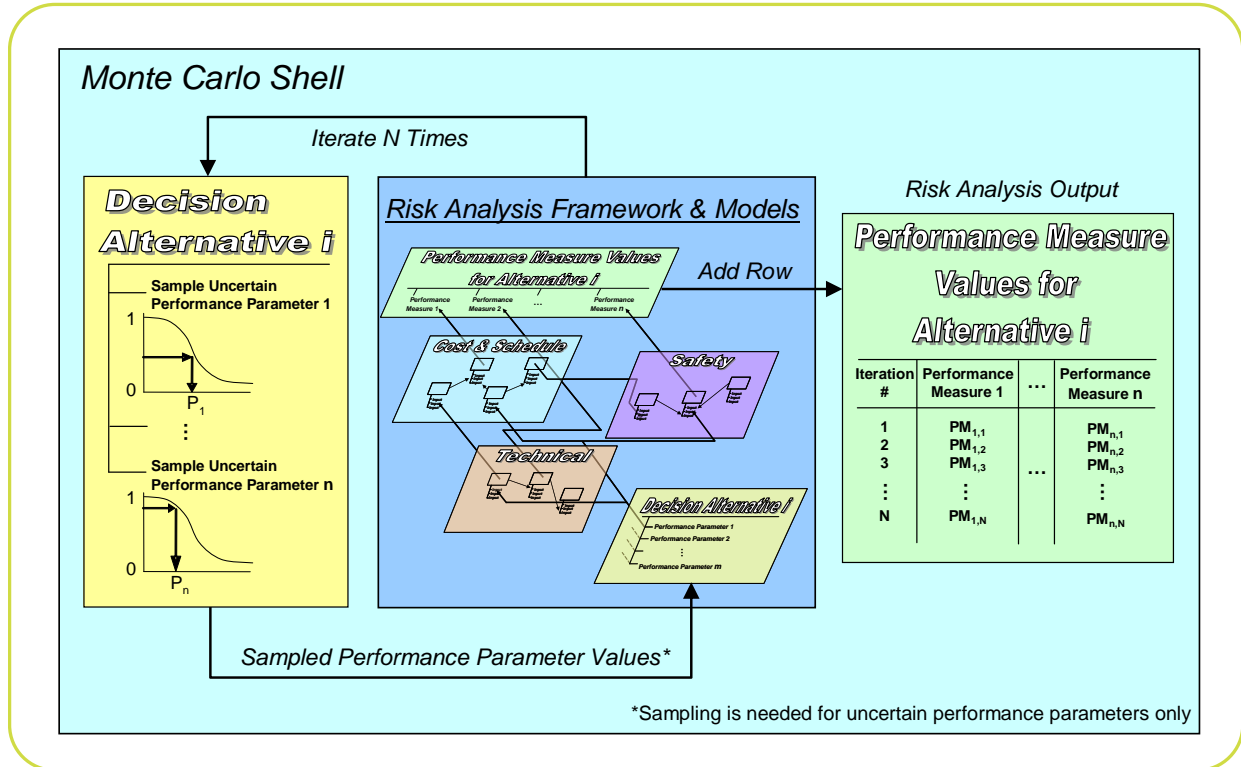 Monte Carlo Shell
Iterate N Times
Decision
Alternative i
Sample Uncertain
Performance Parameter 1
1
0
P1
⋮
Sample Uncertain
Performance Parameter n
1
0
Pn
Risk Analysis Framework & Models
Performance Measure Values
for Alternative i
Performance
Measure 1
Performance
Measure 2
...
Performance
Measure n
Cost & Schedule
Safety
Technical
Decision Alternative i
Performance Parameter 1
Performance Parameter 2
⋮
Performance Parameter m
Add Row
Risk Analysis Output
Performance Measure
Values for
Alternative i
Iteration Performance ... Performance
# Measure 1 Measure n
1 PM1,1 PMn,1
2 PM1,2 PMn,2
3 PM1,3 ... PMn,3
⋮ ⋮ ⋮
N PM1,N PMn,N
Sampled Performance Parameter Values*
*Sampling is needed for uncertain performance parameters only